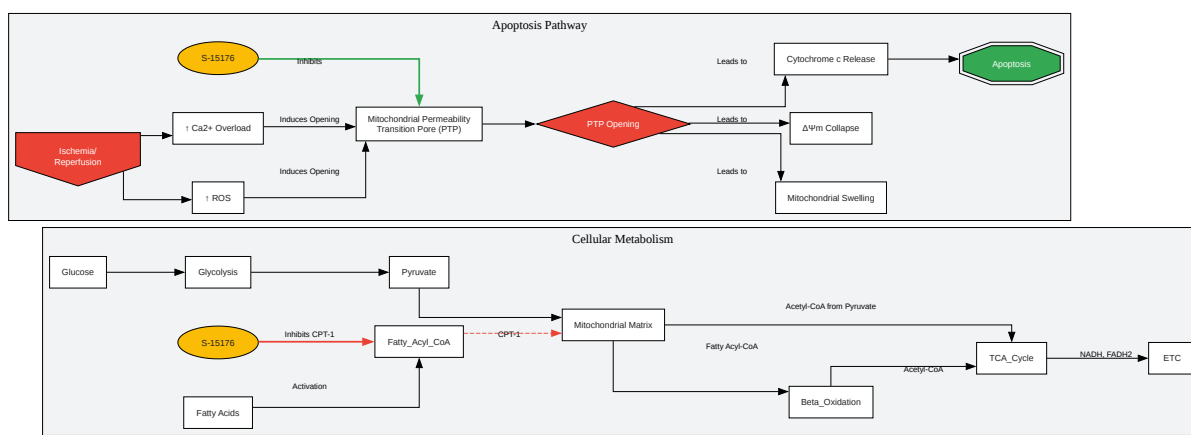 Apoptosis Pathway
S-15176
Inhibits
Leads to
Cytochrome c Release
Apoptosis
↑ Ca2+ Overload
Induces Opening
Mitochondrial Permeability
Transition Pore (PTP)
PTP Opening
Leads to
ΔΨm Collapse
Ischemia/
Reperfusion
Induces Opening
Leads to
↑ ROS
Mitochondrial Swelling
Cellular Metabolism
Glucose
Glycolysis
Pyruvate
Acetyl-CoA from Pyruvate
Mitochondrial Matrix
S-15176
Inhibits CPT-1
Fatty_Acyl_CoA
CPT-1
Fatty Acyl-CoA
TCA_Cycle
NADH, FADH2
ETC
Acetyl-CoA
Activation
Beta_Oxidation
Fatty Acids